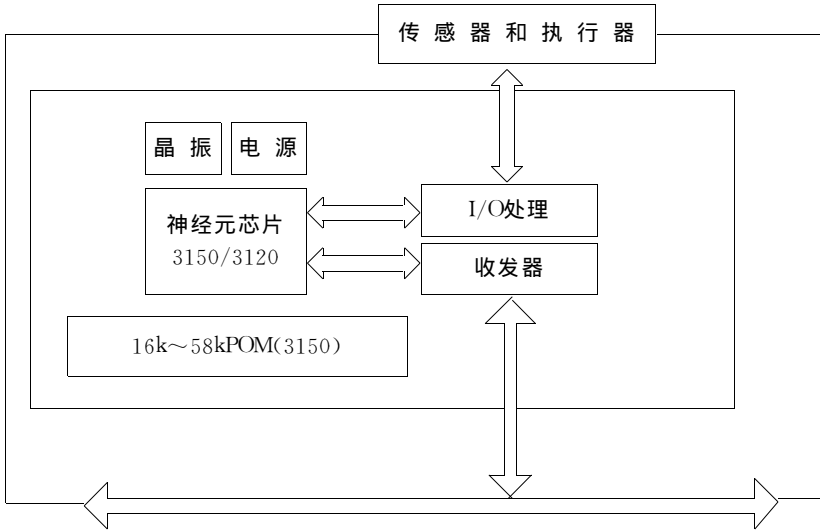 传感器和执行器
晶振
电源
神经元芯片
3150/3120
I/O处理
收发器
16k～58kPOM(3150)